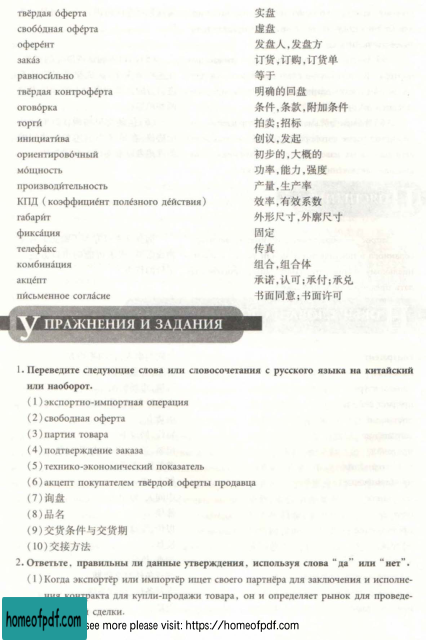 твёрдая о́ферта 实盘
свобо́дная офе́рта 虚盘
офере́нт 发盘人,发盘方
зака́з 订货,订购,订货单
равноси́льно 等于
твёрдая контрофе́рта 明确的回盘
огово́рка 条件,条款,附加条件
торги́ 拍卖;招标
инициати́ва 创议,发起
ориентиро́вочный 初步的,大概的
мо́щность 功率,能力,强度
производи́тельность 产量,生产率
КПД (коэффицие́нт поле́зного де́йствия) 效率,有效系数
габари́т 外形尺寸,外廓尺寸
фикса́ция 固定
телефа́кс 传真
комбина́ция 组合,组合体
акце́пт 承诺,认可;承付;承兑
пи́сьменное согла́сие 书面同意;书面许可
УПРАЖНЕНИЯ И ЗАДАНИЯ
1. Переведите следующие слова или словосочетания с русского языка на китайский
или наоборот.
(1)экспортно-импортная операция
(2)свободная оферта
(3)партия товара
(4)подтверждение заказа
(5)технико-экономический показатель
(6)акцепт покупателем твёрдой оферты продавца
(7)询盘
(8)品名
(9)交货条件与交货期
(10)交接方法
2. Ответьте, правильны ли данные утверждения, используя слова "да" или "нет".
(1)Когда экспортёр или импортёр ищет своего партнёра для заключения и исполне-
ния контракта для купли-продажи товара, он и определяет рынок для проведе-
сделки.
homeofpdf.com
see more please visit: https://homeofpdf.com